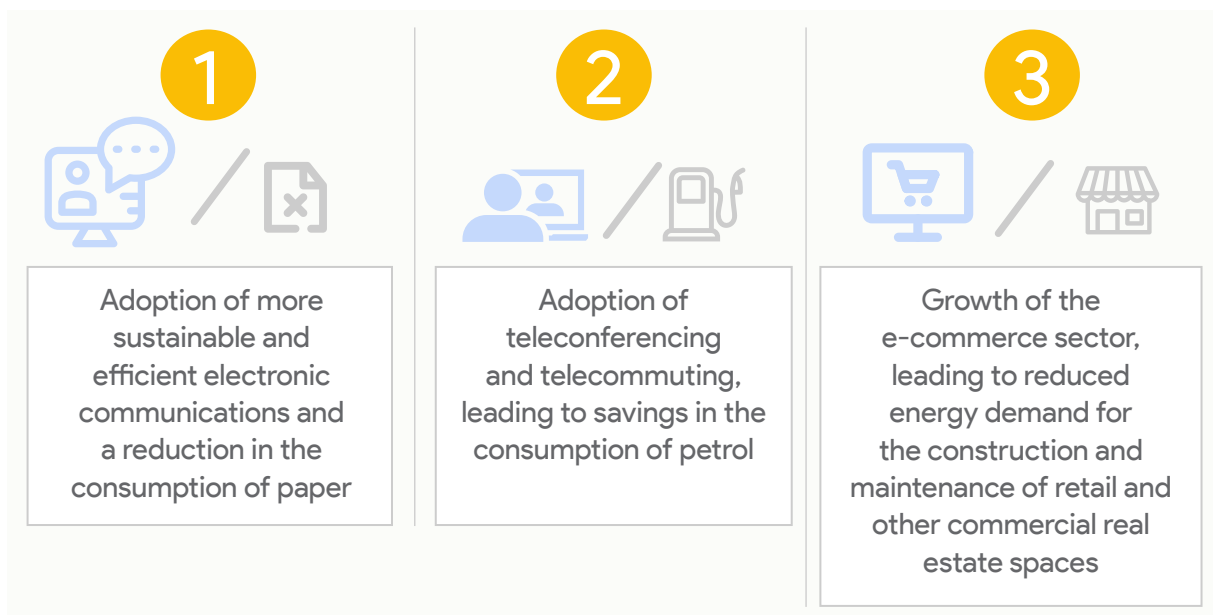 1
Adoption of more
sustainable and
efficient electronic
communications and
a reduction in the
consumption of paper
2
Adoption of
teleconferencing
and telecommuting,
leading to savings in the
consumption of petrol
3
Growth of the
e-commerce sector,
leading to reduced
energy demand for
the construction and
maintenance of retail and
other commercial real
estate spaces